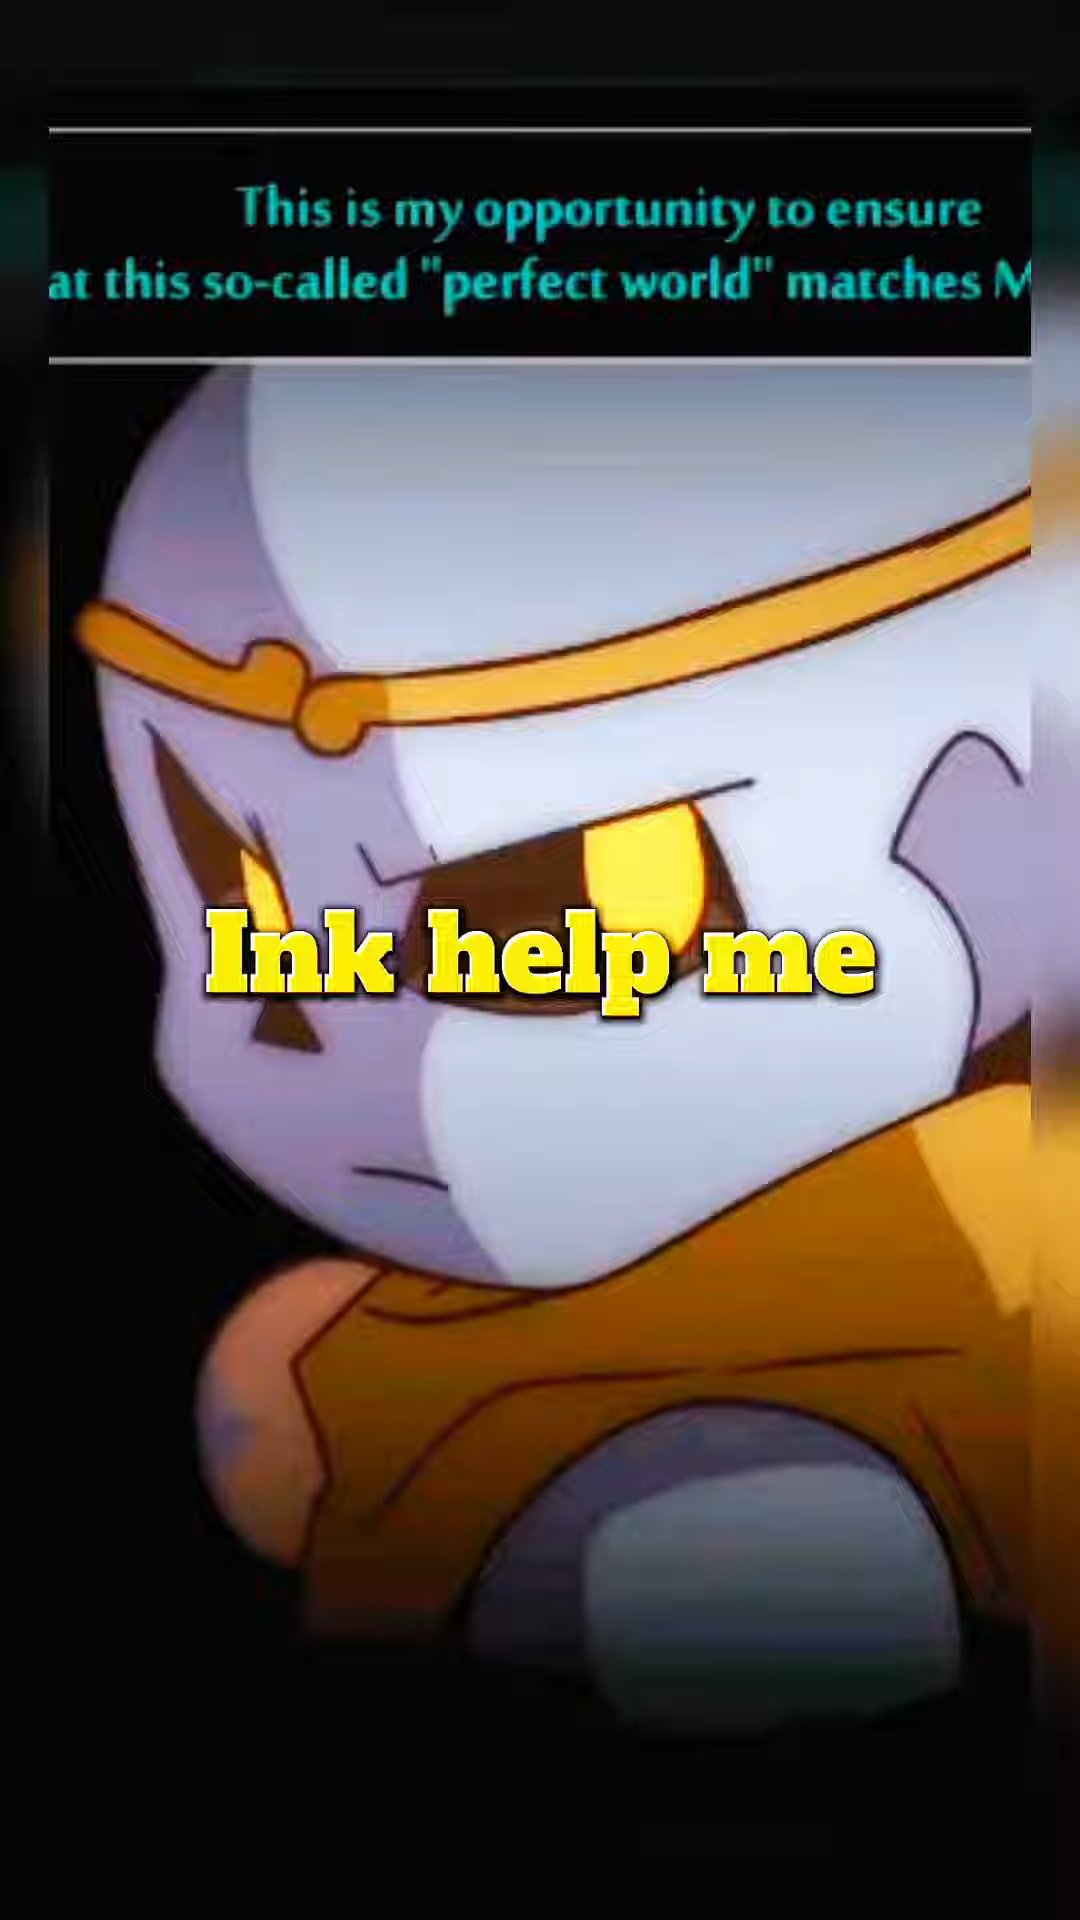 This is my opportunity to ensure
at this so-called "perfect world" matches M
Ink help me